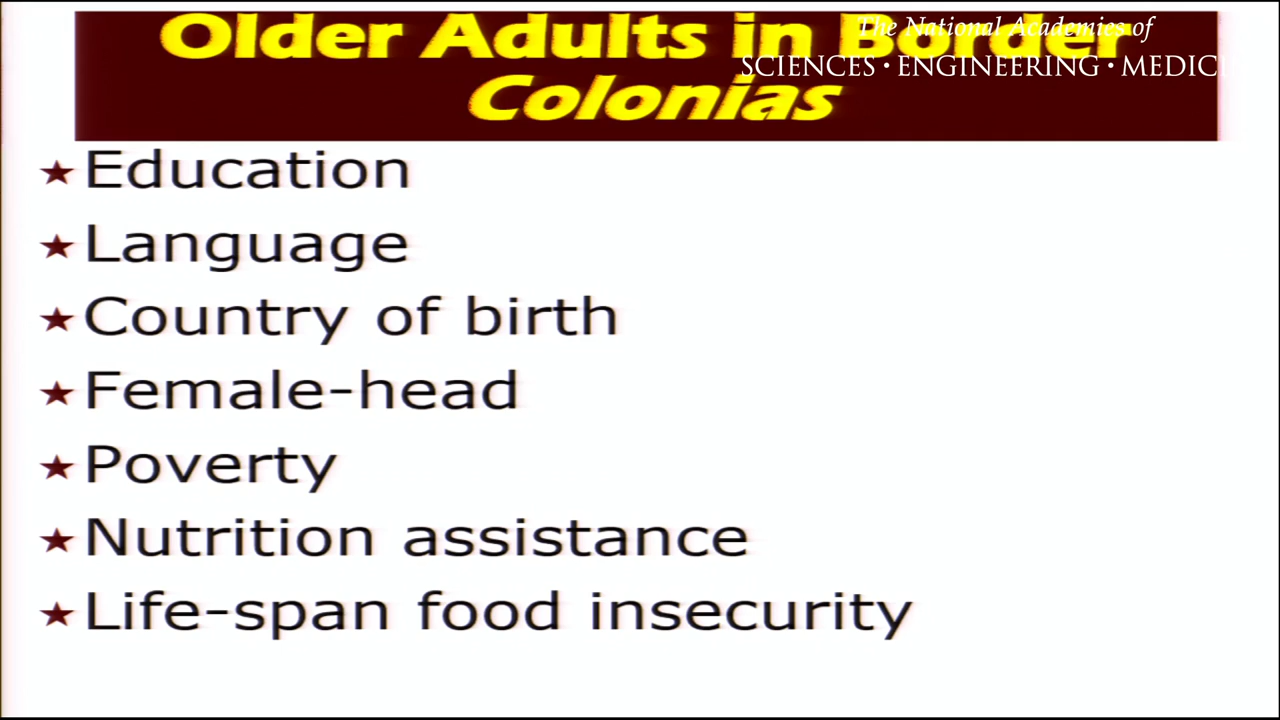 Older Adults in Border
Colonias
The National Academies of
SCIENCES · ENGINEERING ·
Education
Language
Country of birth
Female-head
Poverty
Nutrition assistance
Life-span food insecurity